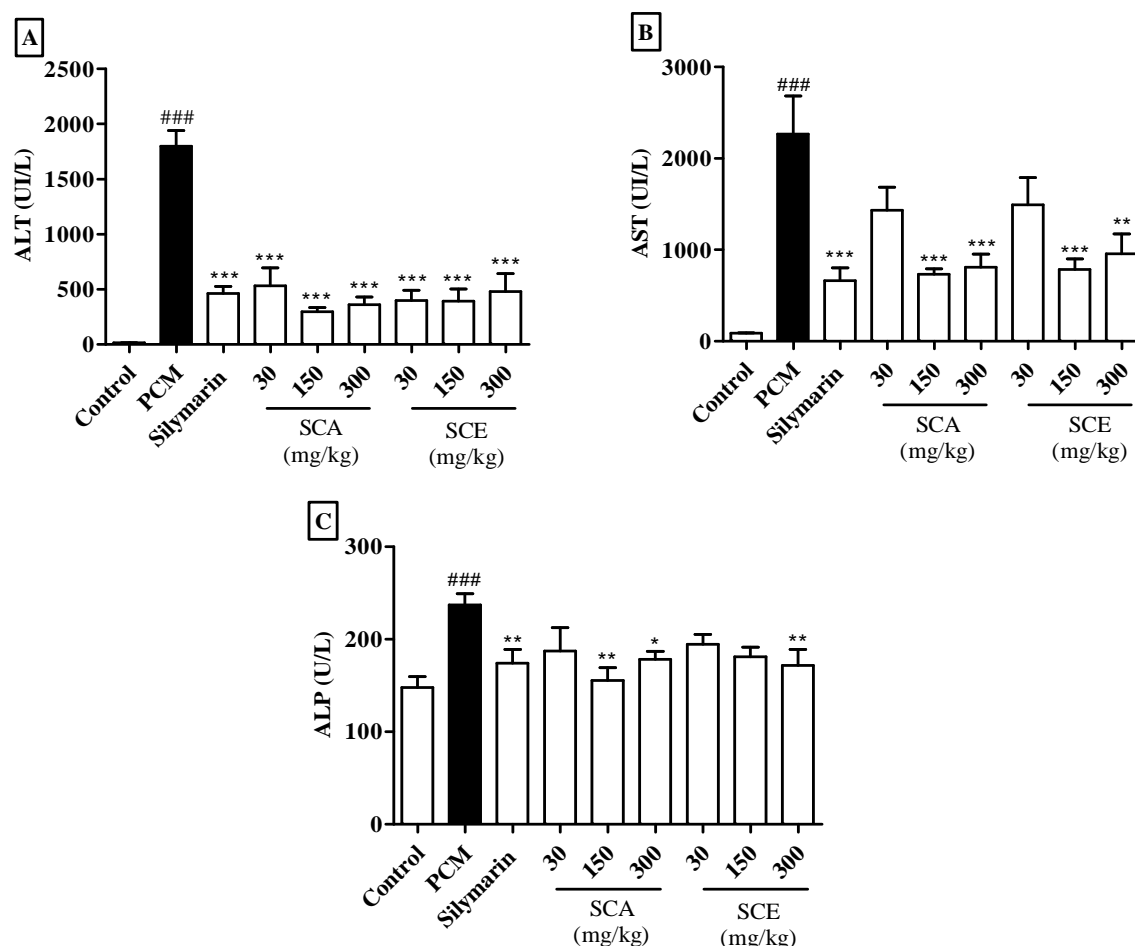 A
ALT (UI/L)
2500
2000
1500
1000
500
0
###
***
***
***
***
***
***
***
Control
PCM
Silymarin
30
150
300
30
150
300
SCA
(mg/kg)
SCE
(mg/kg)
B
AST (UI/L)
3000
2000
1000
0
###
***
***
***
***
**
Control
PCM
Silymarin
30
150
300
30
150
300
SCA
(mg/kg)
SCE
(mg/kg)
C
ALP (U/L)
300
200
100
0
###
**
**
*
**
Control
PCM
Silymarin
30
150
300
30
150
300
SCA
(mg/kg)
SCE
(mg/kg)